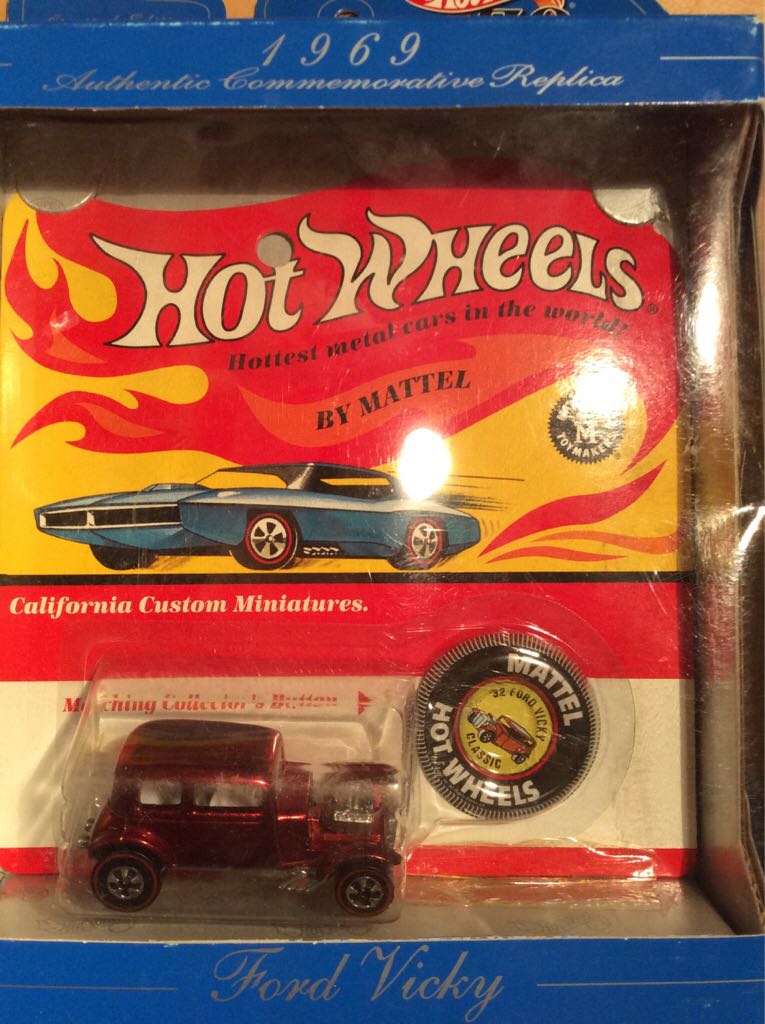 1969
Authentic Commemorative Replica
HOT WHEELS®
Hottest metal cars in the world!
BY MATTEL
M
TOYMAKER
California Custom Miniatures.
Matching Collector's Button
MATTEL
'32 FORD VICKY
CLASSIC
HOT WHEELS
Ford Vicky